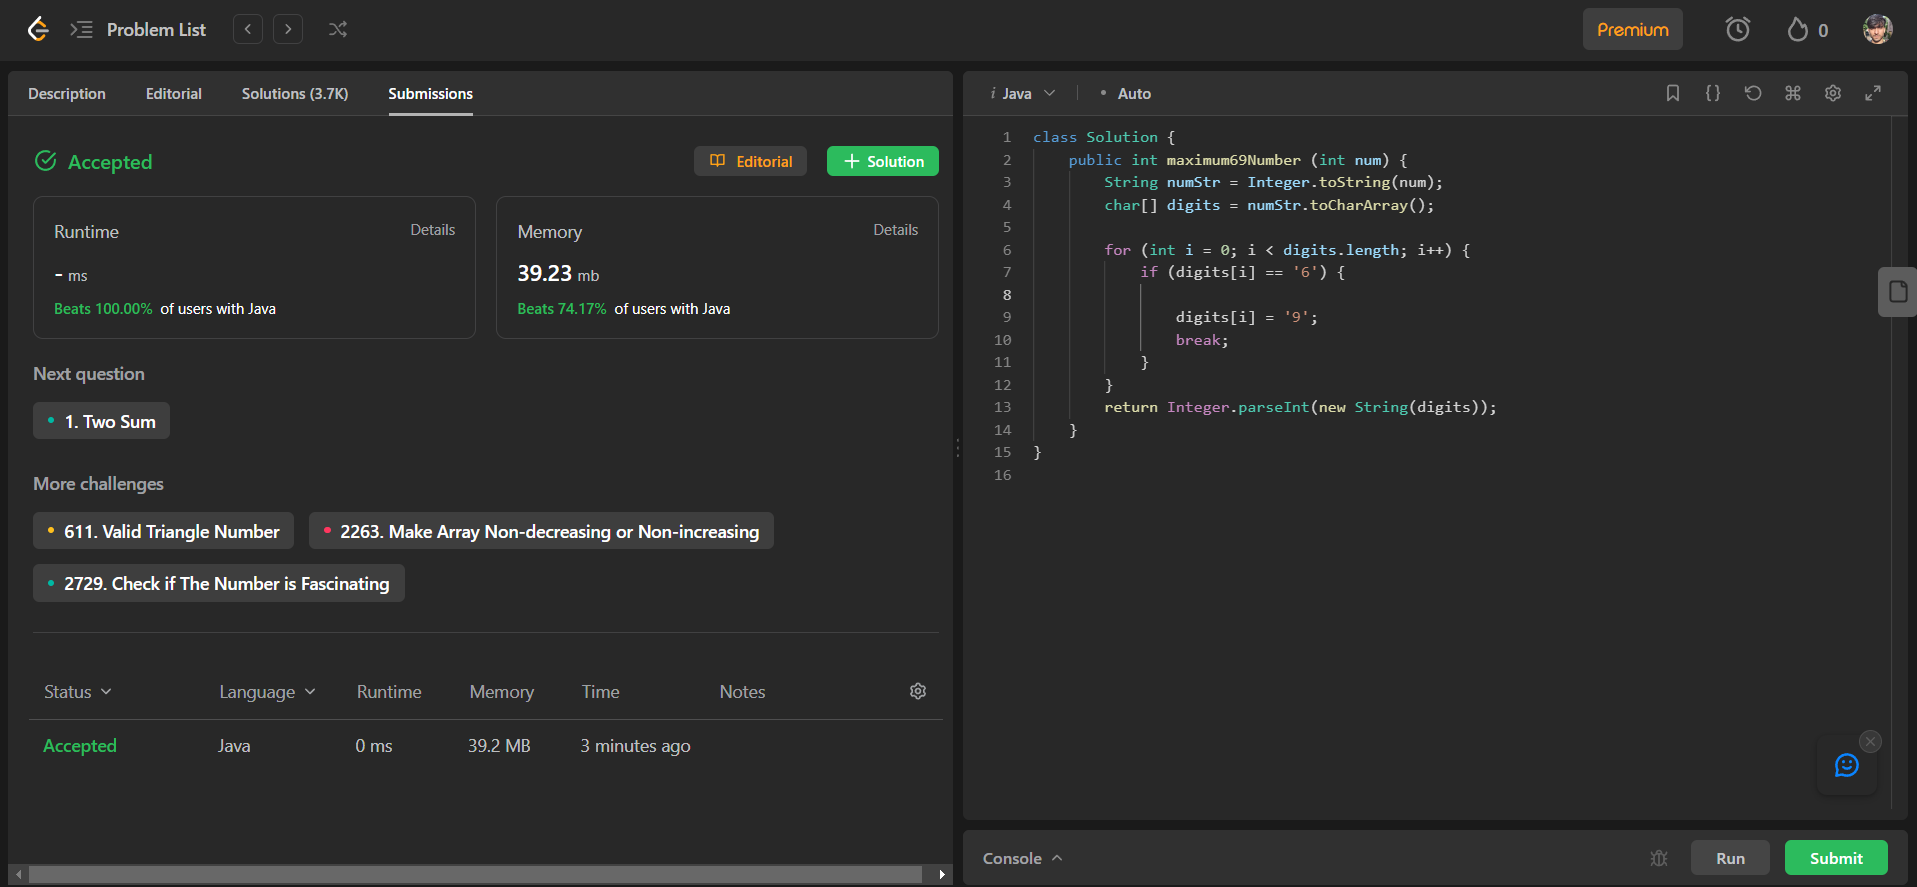 Problem List
Premium
0
Description Editorial Solutions (3.7K) Submissions
Accepted
Editorial
Solution
Runtime
Details
- ms
Beats 100.00% of users with Java
Memory
Details
39.23 mb
Beats 74.17% of users with Java
Next question
1. Two Sum
More challenges
611. Valid Triangle Number
2263. Make Array Non-decreasing or Non-increasing
2729. Check if The Number is Fascinating
Status Language Runtime Memory Time Notes
Accepted Java 0 ms 39.2 MB 3 minutes ago
i Java • Auto
1 class Solution {
2     public int maximum69Number (int num) {
3         String numStr = Integer.toString(num);
4         char[] digits = numStr.toCharArray();
5
6         for (int i = 0; i < digits.length; i++) {
7             if (digits[i] == '6') {
8
9                 digits[i] = '9';
10                 break;
11             }
12         }
13         return Integer.parseInt(new String(digits));
14     }
15 }
16
Console
Run
Submit